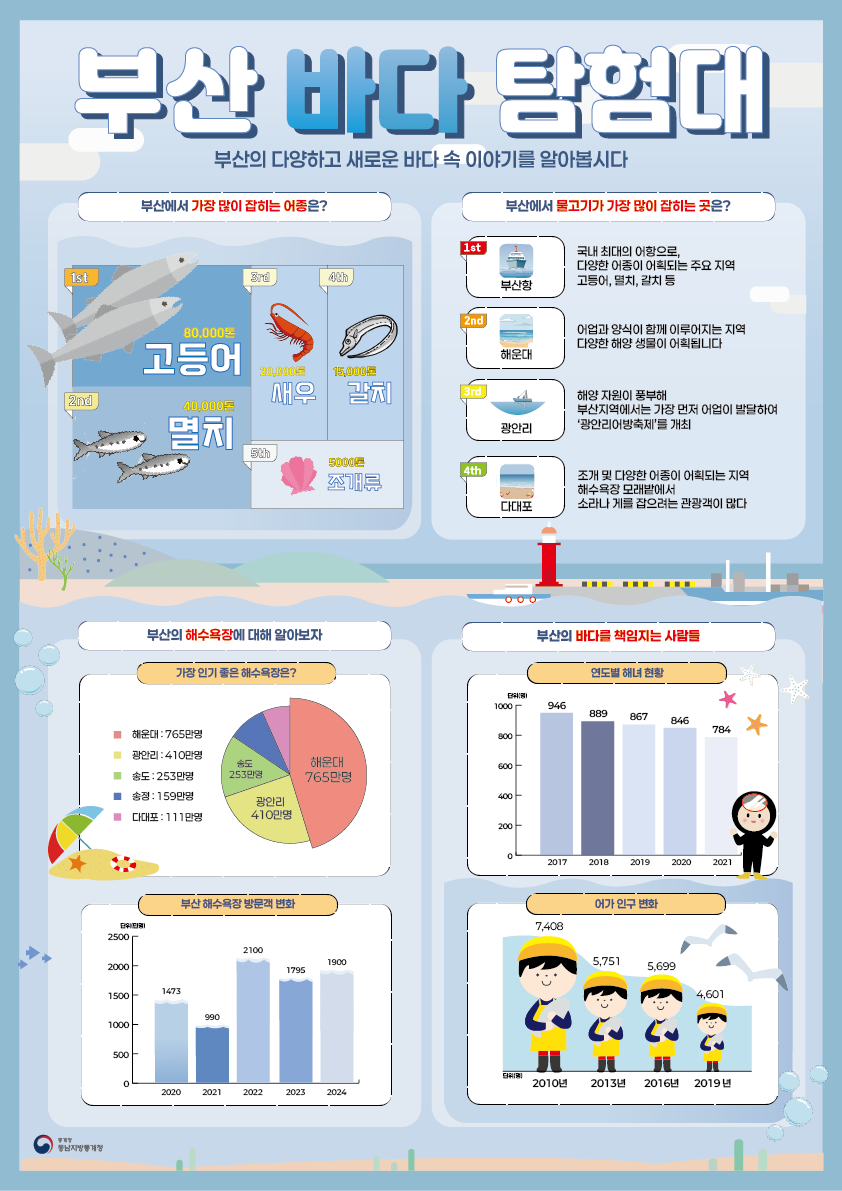 부산 바다 탐험대
부산의 다양하고 새로운 바다 속 이야기를 알아봅시다
부산에서 가장 많이 잡히는 어종은?
1st
80,000톤
고등어
2nd
40,000톤
멸치
3rd
20,000톤
새우
4th
15,000톤
갈치
5th
5000톤
조개류
부산에서 물고기가 가장 많이 잡히는 곳은?
1st
부산항
국내 최대의 어항으로,
다양한 어종이 어획되는 주요 지역
고등어, 멸치, 갈치 등
2nd
해운대
어업과 양식이 함께 이루어지는 지역
다양한 해양 생물이 어획됩니다
3rd
광안리
해양 자원이 풍부해
부산지역에서는 가장 먼저 어업이 발달하여
'광안리어방축제'를 개최
4th
다대포
조개 및 다양한 어종이 어획되는 지역
해수욕장 모래밭에서
소라나 게를 잡으려는 관광객이 많다
부산의 해수욕장에 대해 알아보자
가장 인기 좋은 해수욕장은?
해운대 : 765만명
광안리 : 410만명
송도 : 253만명
송정 : 159만명
다대포 : 111만명
해운대
765만명
송도
253만명
광안리
410만명
부산 해수욕장 방문객 변화
단위(만명)
2500
2000
1500
1000
500
0
1473
990
2100
1795
1900
2020
2021
2022
2023
2024
부산의 바다를 책임지는 사람들
연도별 해녀 현황
단위(명)
1000
800
600
400
200
0
946
889
867
846
784
2017
2018
2019
2020
2021
어가 인구 변화
7,408
5,751
5,699
4,601
단위(명)
2010년
2013년
2016년
2019 년
통계청
동남지방통계청